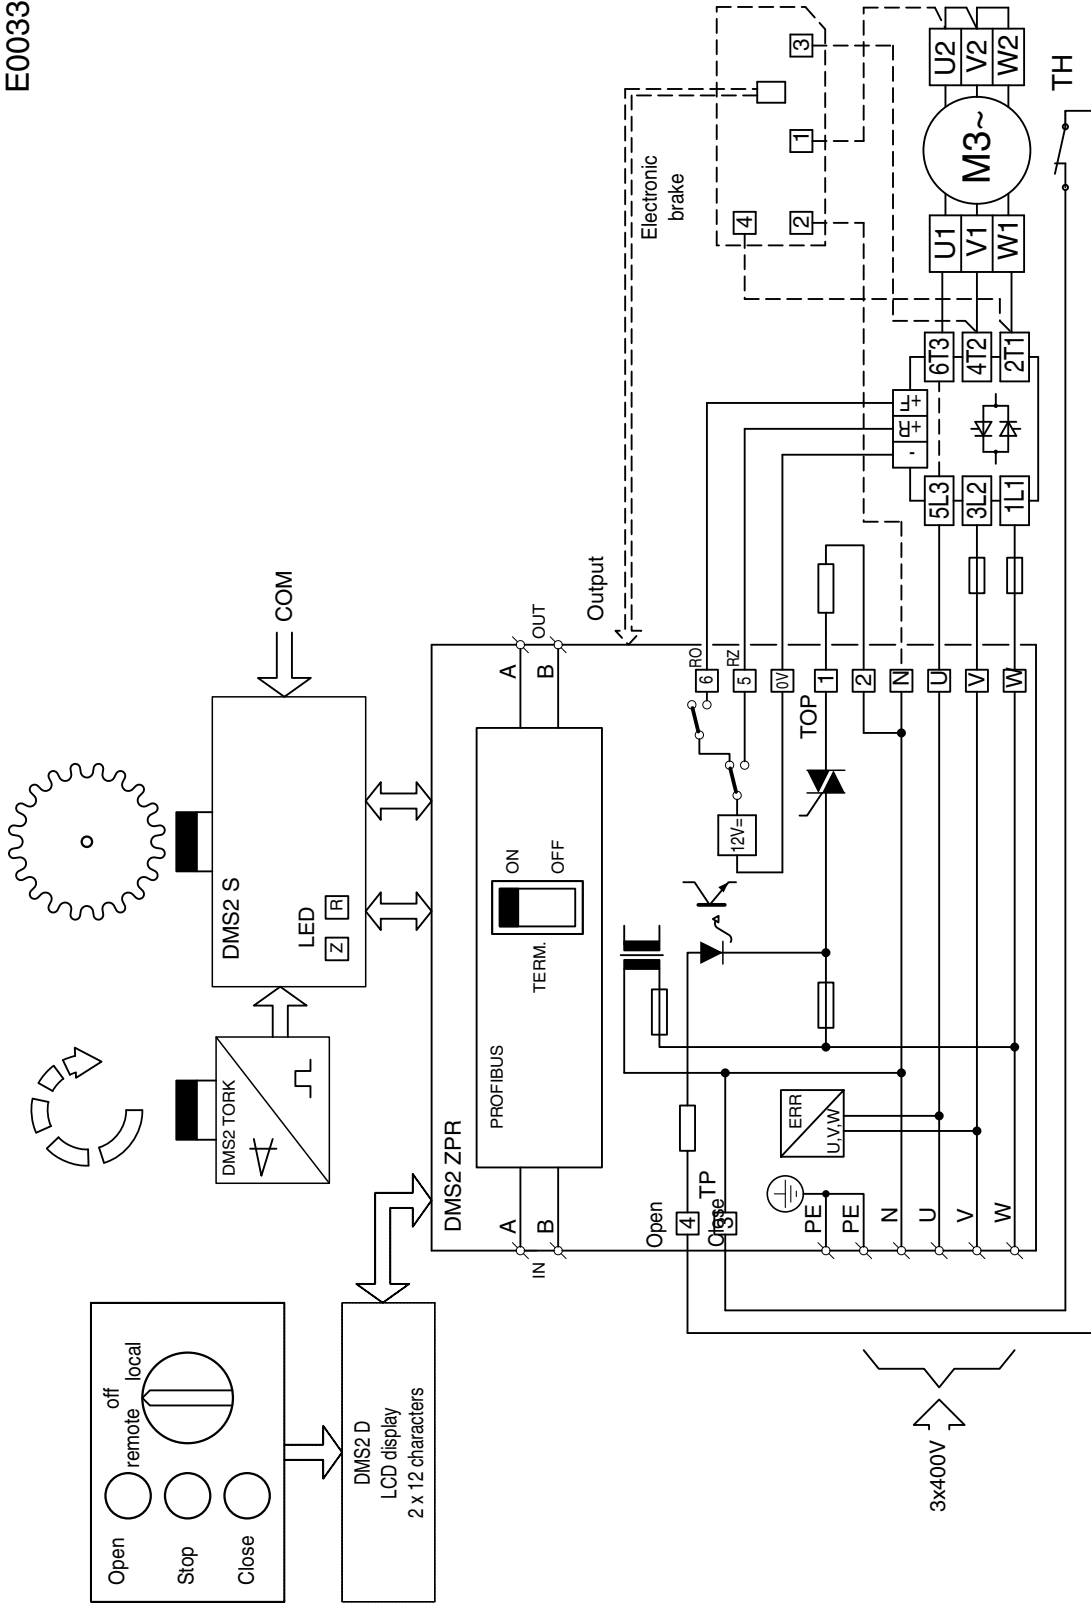 E0033
Open
Stop
Close
remote
off
local
DMS2 D
LCD display
2 x 12 characters
DMS2 TORK
DMS2 S
LED
Z
R
COM
DMS2 ZPR
A
B
IN
PROFIBUS
TERM.
ON
OFF
A
B
OUT
Output
Open
4
TP
Close
3
12V=
6
RO
5
RZ
0V
TOP
1
2
N
U
V
W
ERR
U,V,W
PE
PE
N
U
V
W
3x400V
Electronic
brake
4
2
1
3
-
+R
+F
5L3
3L2
1L1
6T3
4T2
2T1
U1
V1
W1
M3~
U2
V2
W2
TH